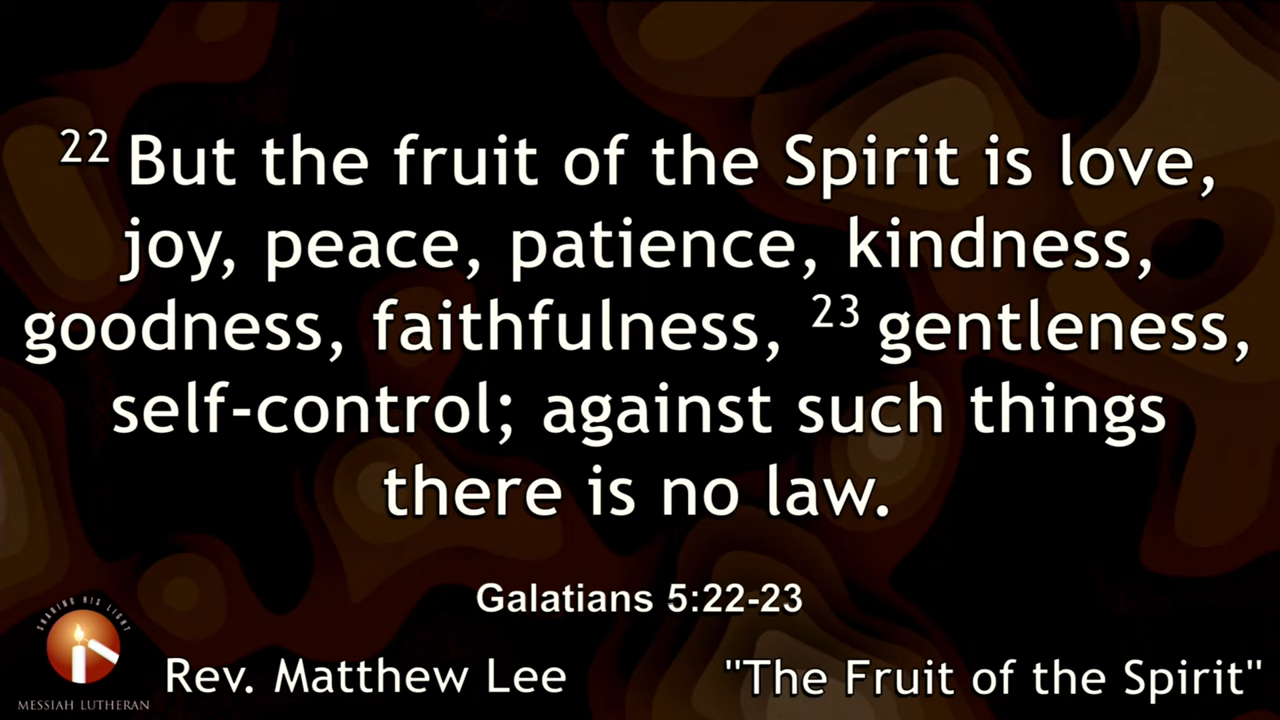 22 But the fruit of the Spirit is love,
joy, peace, patience, kindness,
goodness, faithfulness, 23 gentleness,
self-control; against such things
there is no law.
Galatians 5:22-23
SHARING HIS LIGHT
MESSIAH LUTHERAN
Rev. Matthew Lee
"The Fruit of the Spirit"